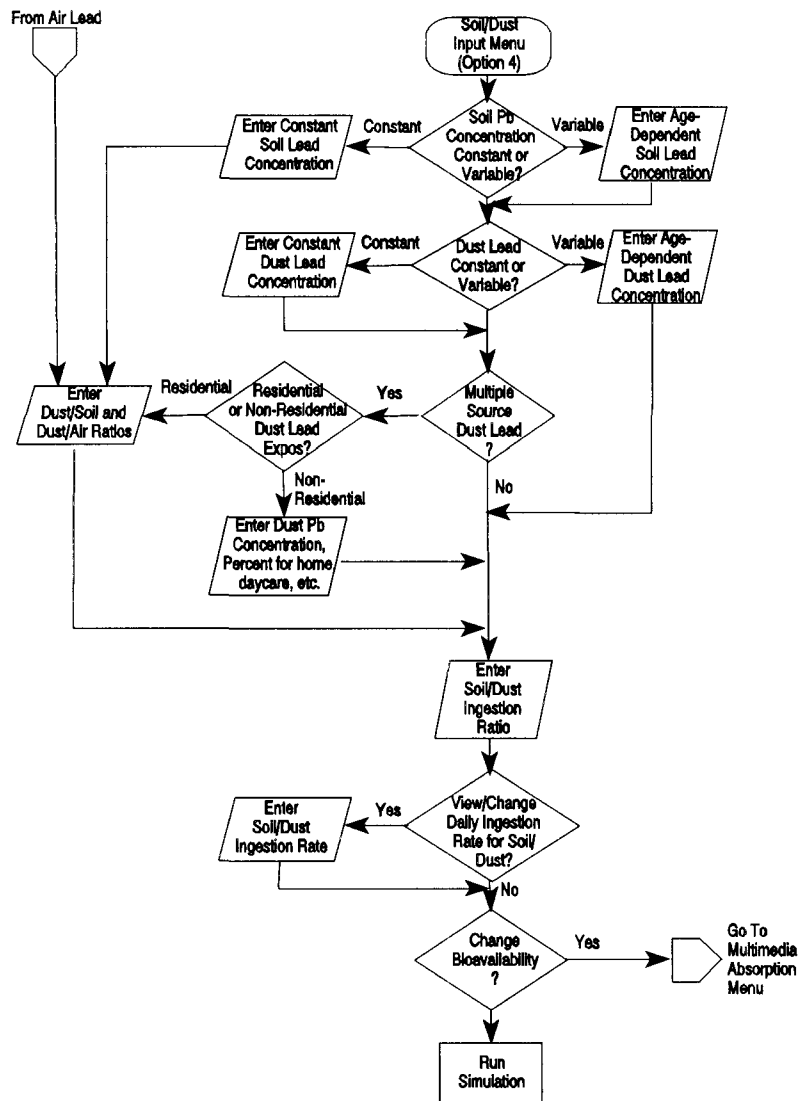 From Air Lead
Soil/Dust
Input Menu
(Option 4)
Soil Pb
Concentration
Constant or
Variable?
Constant
Variable
Enter Constant
Soil Lead
Concentration
Enter Age-
Dependent
Soil Lead
Concentration
Dust Lead
Constant or
Variable?
Constant
Variable
Enter Constant
Dust Lead
Concentration
Enter Age-
Dependent
Dust Lead
Concentration
Multiple
Source
Dust Lead
?
Yes
No
Residential
or Non-Residential
Dust Lead
Expos?
Residential
Non-
Residential
Enter
Dust/Soil and
Dust/Air Ratios
Enter Dust Pb
Concentration,
Percent for home
daycare, etc.
Enter
Soil/Dust
Ingestion
Ratio
View/Change
Daily Ingestion
Rate for Soil/
Dust?
Yes
No
Enter
Soil/Dust
Ingestion Rate
Change
Bioavailability
?
Yes
Go To
Multimedia
Absorption
Menu
Run
Simulation